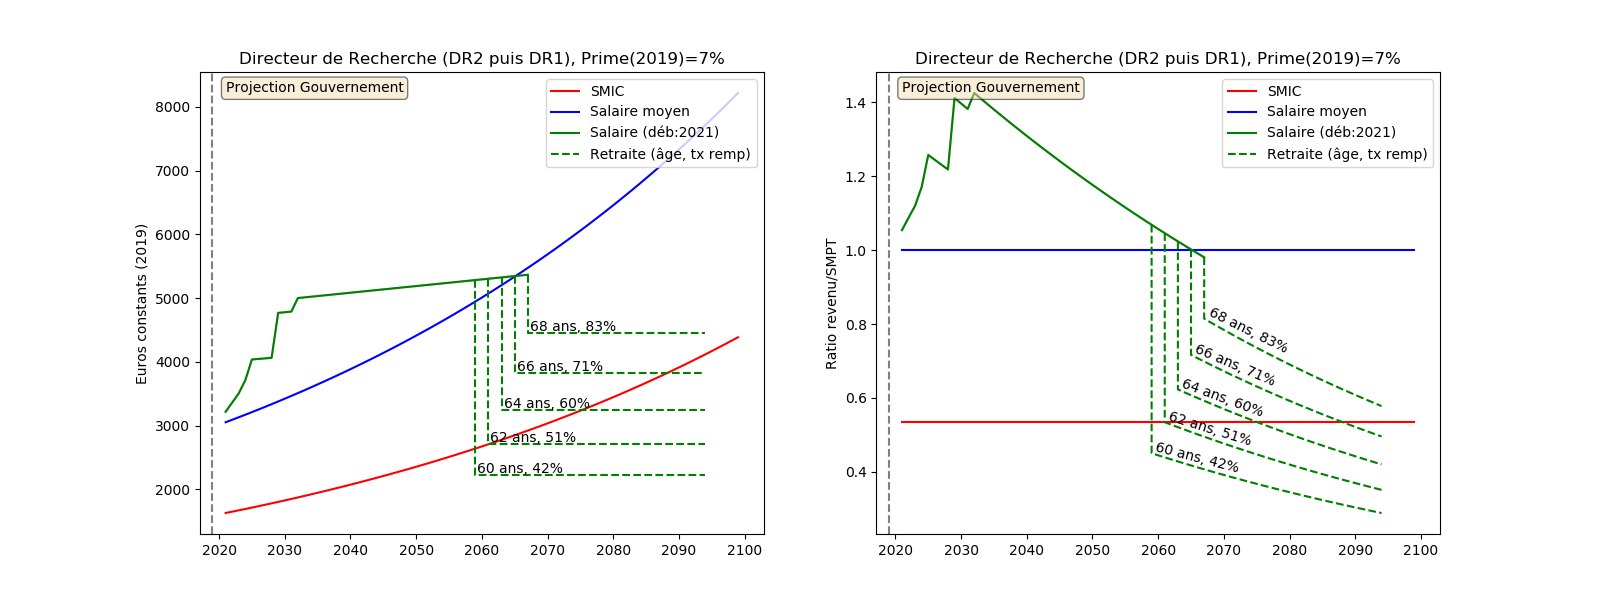 Directeur de Recherche (DR2 puis DR1), Prime(2019)=7%
Projection Gouvernement
SMIC
Salaire moyen
Salaire (déb:2021)
Retraite (âge, tx remp)
Euros constants (2019)
8000
7000
6000
5000
4000
3000
2000
68 ans, 83%
66 ans, 71%
64 ans, 60%
62 ans, 51%
60 ans, 42%
2020 2030 2040 2050 2060 2070 2080 2090 2100
Directeur de Recherche (DR2 puis DR1), Prime(2019)=7%
Projection Gouvernement
SMIC
Salaire moyen
Salaire (déb:2021)
Retraite (âge, tx remp)
Ratio revenu/SMPT
1.4
1.2
1.0
0.8
0.6
0.4
68 ans, 83%
66 ans, 71%
64 ans, 60%
62 ans, 51%
60 ans, 42%
2020 2030 2040 2050 2060 2070 2080 2090 2100